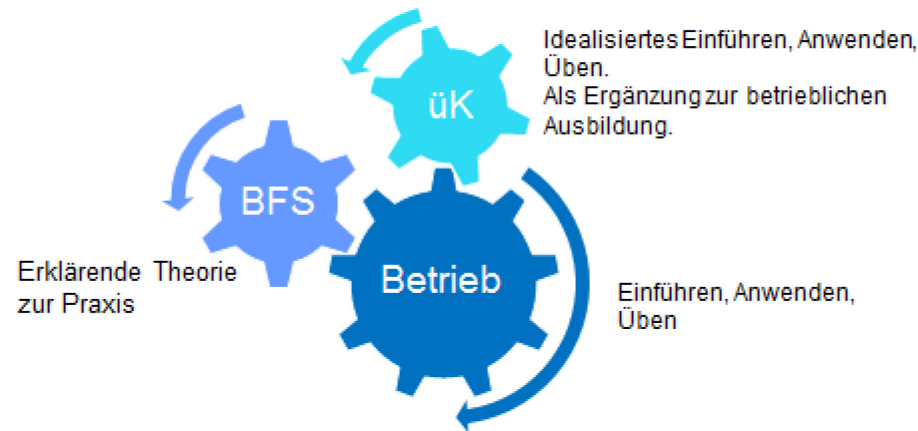 Idealisiertes Einführen, Anwenden,
Üben.
Als Ergänzung zur betrieblichen
Ausbildung.
üK
BFS
Betrieb
Erklärende Theorie
zur Praxis
Einführen, Anwenden,
Üben